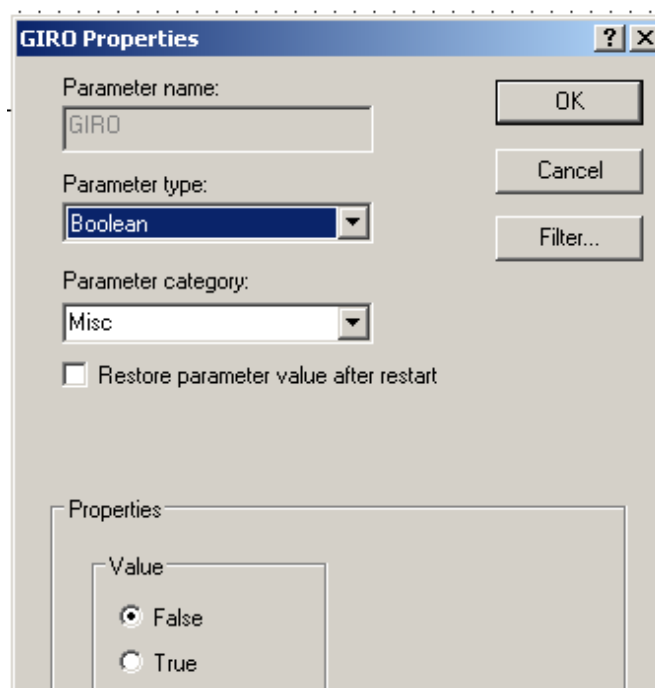 GIRO Properties
Parameter name:
OK
GIRO
Cancel
Parameter type:
Boolean
Filter...
Parameter category:
Misc
Restore parameter value after restart
Properties
Value
False
True